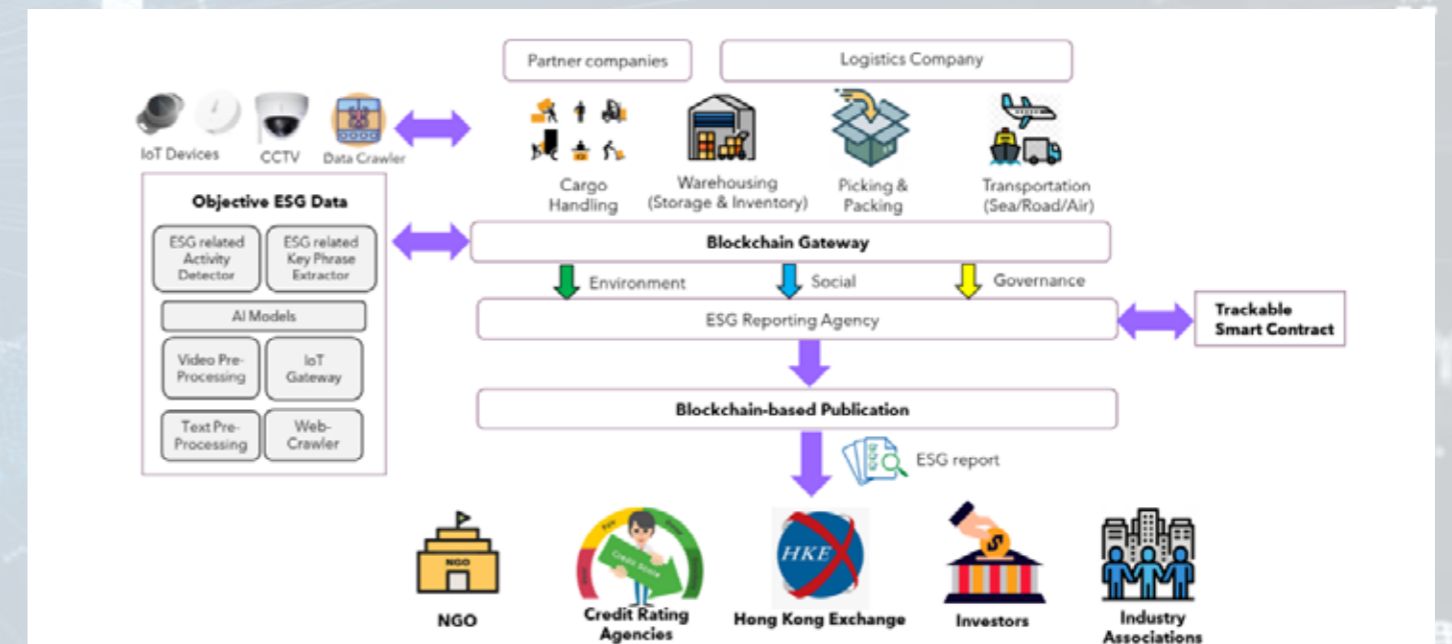 Partner companies
Logistics Company
IoT Devices
CCTV
Data Crawler
Cargo
Handling
Warehousing
(Storage & Inventory)
Picking &
Packing
Transportation
(Sea/Road/Air)
Objective ESG Data
ESG related
Activity
Detector
ESG related
Key Phrase
Extractor
AI Models
Video Pre-
Processing
IoT
Gateway
Text Pre-
Processing
Web-
Crawler
Blockchain Gateway
Environment
Social
Governance
ESG Reporting Agency
Trackable
Smart Contract
Blockchain-based Publication
ESG report
NGO
NGO
Credit Score
Credit Rating
Agencies
HKE
Hong Kong Exchange
Investors
Industry
Associations